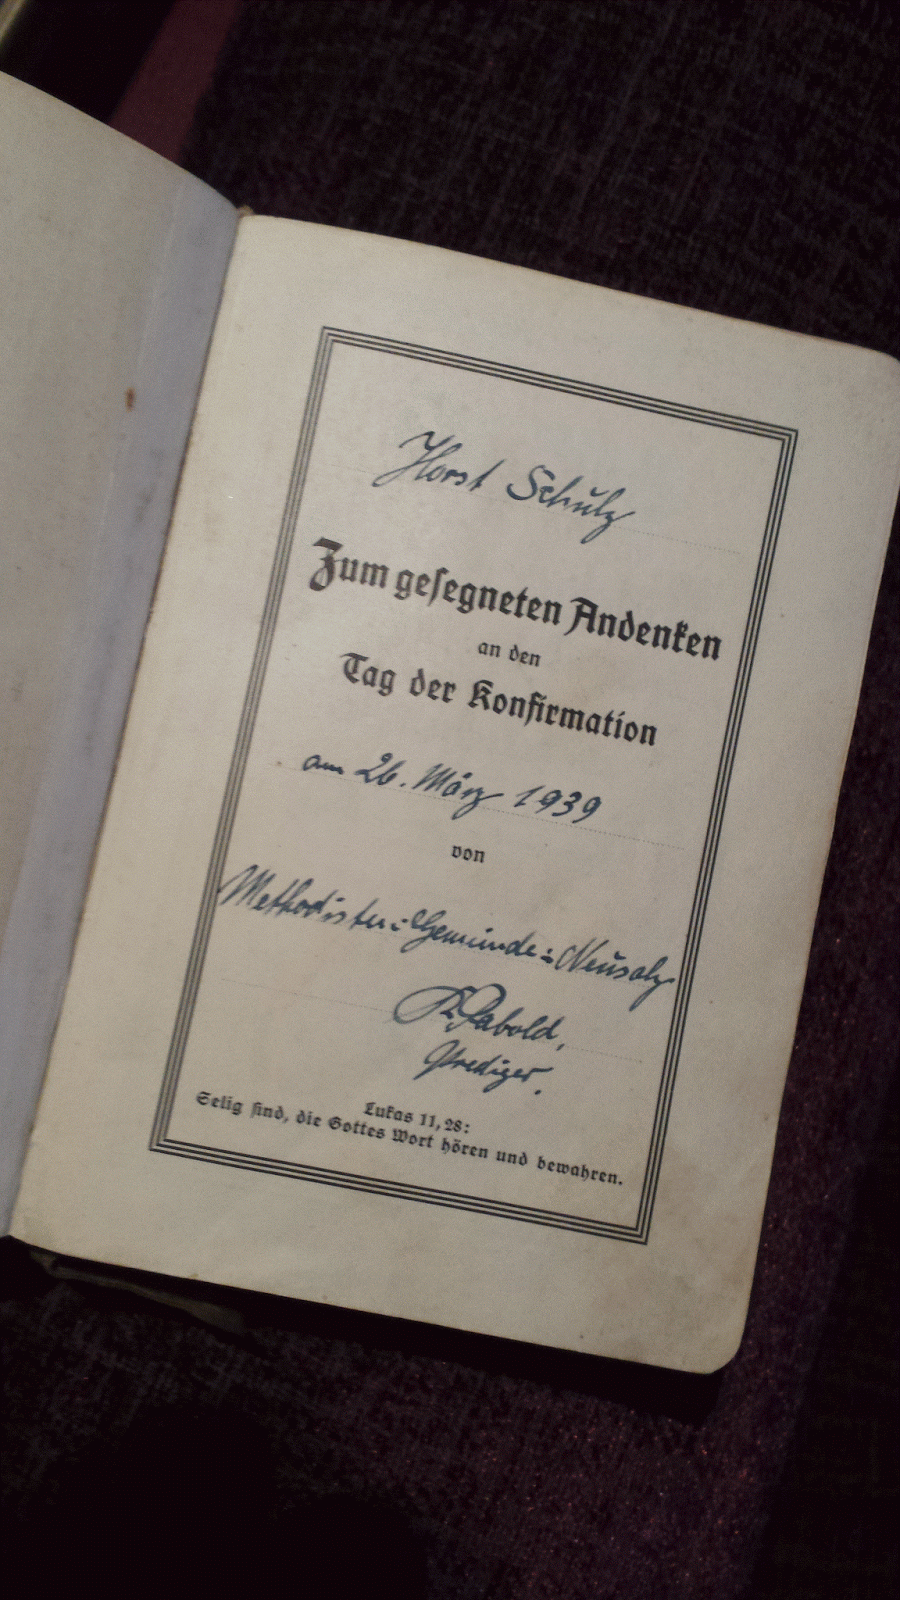 Horst Schulz
Zum gesegneten Andenken
an den
Tag der Konfirmation
am 26. März 1939
von
Methodisten-Gemeinde-Neusalz
Prediger.
Lukas 11, 28:
Selig sind, die Gottes Wort hören und bewahren.